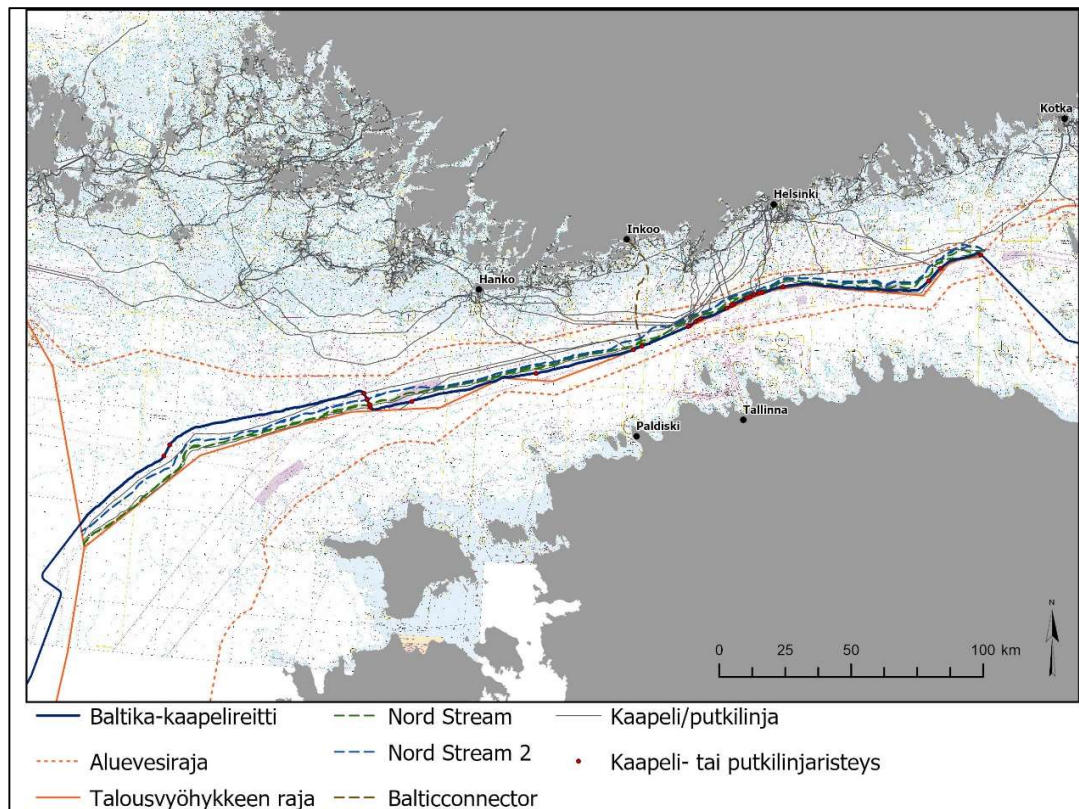 Kotka
Helsinki
Inkoo
Hanko
Tallinna
Paldiski
N
0 25 50 100 km
Baltika-kaapelireitti
Nord Stream
Kaapeli/putkilinja
Aluevesiraja
Nord Stream 2
Kaapeli- tai putkilinjaristeys
Talousvyöhykkeen raja
Balticconnector